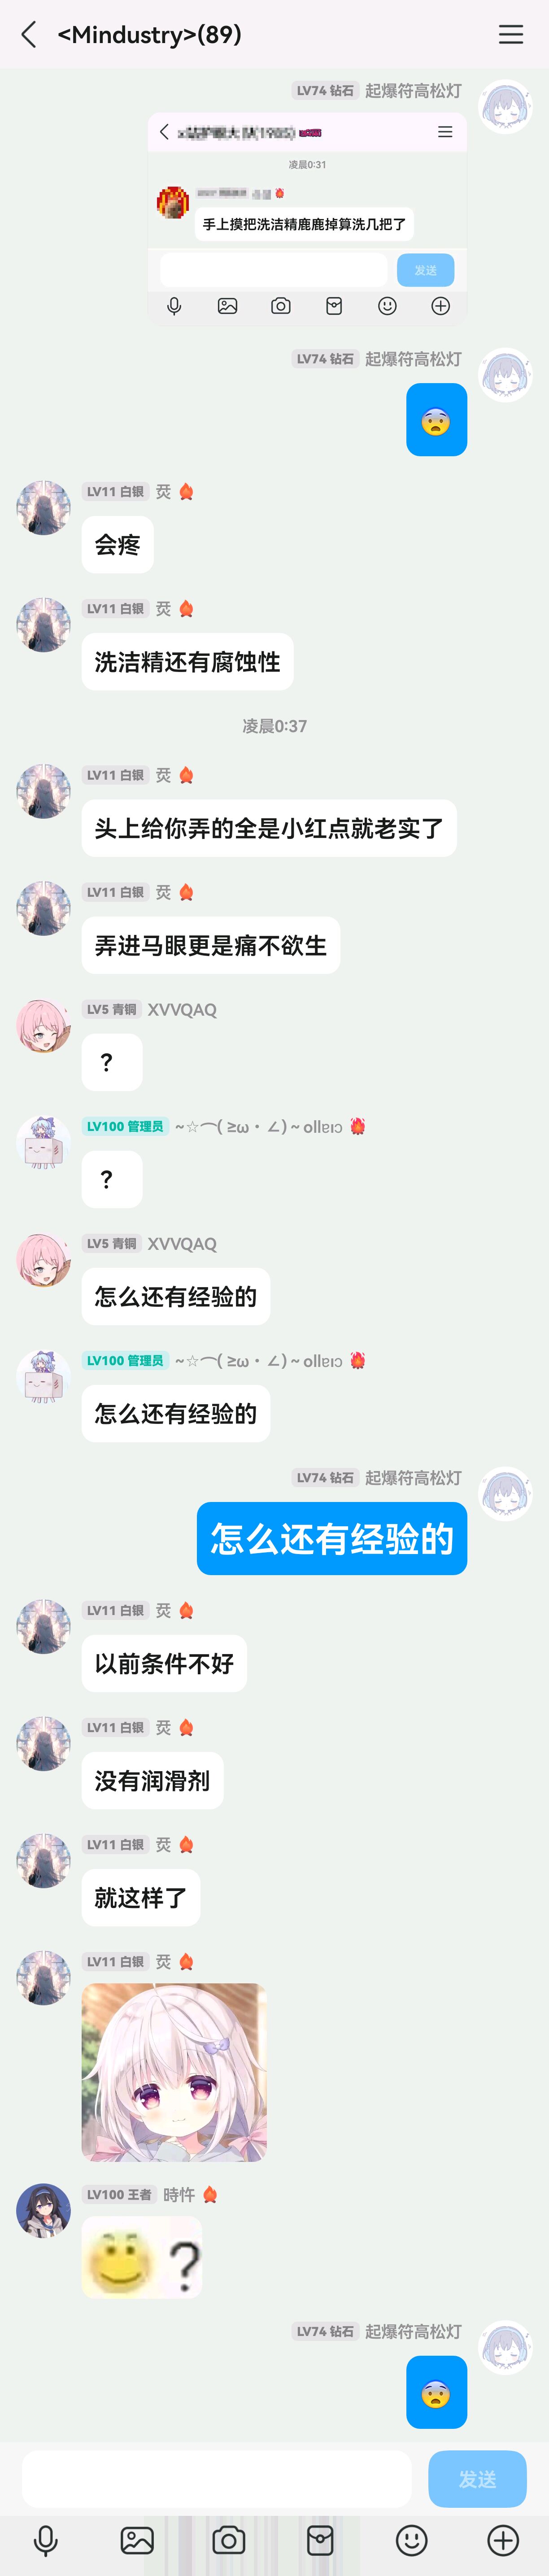 <Mindustry>(89)
LV74 钻石 起爆符高松灯
凌晨0:31
手上摸把洗洁精鹿鹿掉算洗几把了
发送
LV74 钻石 起爆符高松灯
LV11 白银 烎
会疼
LV11 白银 烎
洗洁精还有腐蚀性
凌晨0:37
LV11 白银 烎
头上给你弄的全是小红点就老实了
LV11 白银 烎
弄进马眼更是痛不欲生
LV5 青铜 XVVQAQ
?
LV100 管理员 ~☆⌒( ≥ω・∠)~ollɐıɔ
?
LV5 青铜 XVVQAQ
怎么还有经验的
LV100 管理员 ~☆⌒( ≥ω・∠)~ollɐıɔ
怎么还有经验的
LV74 钻石 起爆符高松灯
怎么还有经验的
LV11 白银 烎
以前条件不好
LV11 白银 烎
没有润滑剂
LV11 白银 烎
就这样了
LV11 白银 烎
LV100 王者 時忤
?
LV74 钻石 起爆符高松灯
发送